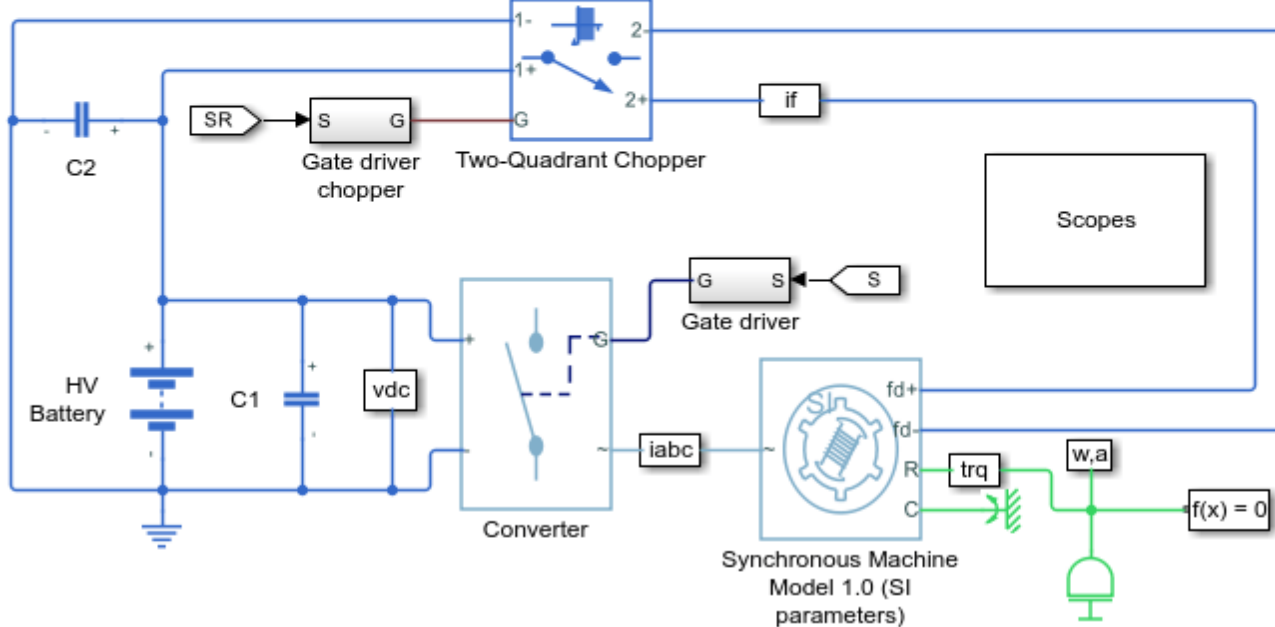 1-
2-
1+
2+
if
SR
S
G
G
Gate driver
chopper
Two-Quadrant Chopper
-
+
C2
Scopes
G
S
S
Gate driver
+
HV
Battery
-
+
C1
-
vdc
+
G
-
~
Converter
iabc
~
SI
fd+
fd-
R
C
trq
w,a
f(x) = 0
Synchronous Machine
Model 1.0 (SI
parameters)